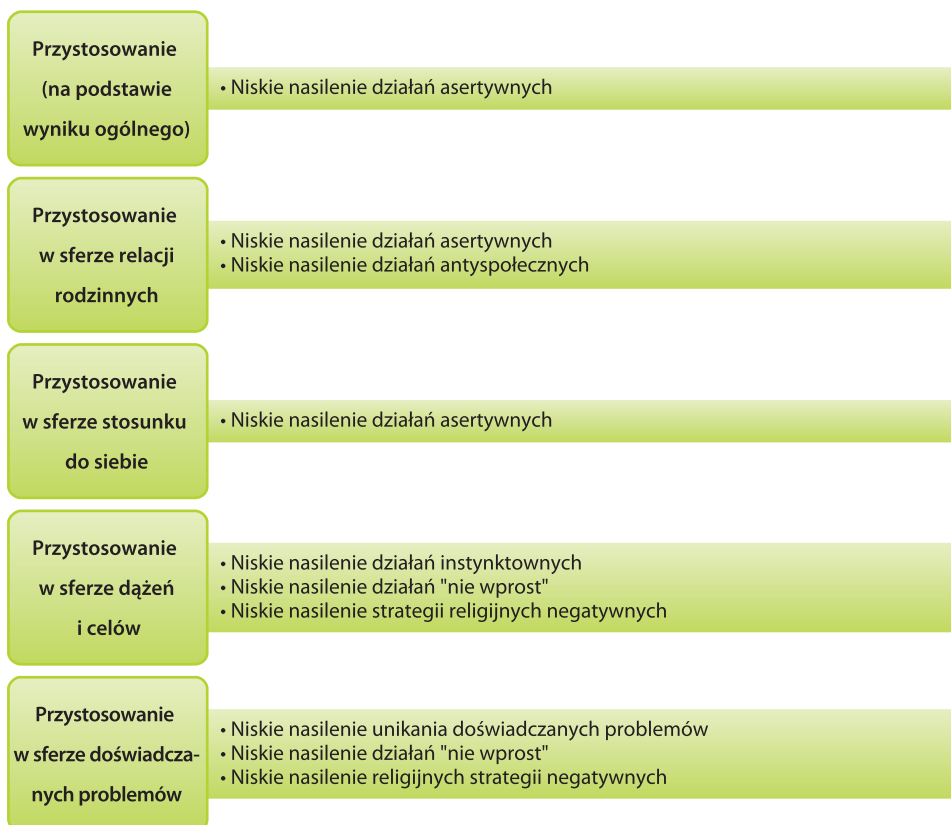 Przystosowanie
(na podstawie
wyniku ogólnego)
• Niskie nasilenie działań asertywnych
Przystosowanie
w sferze relacji
rodzinnych
• Niskie nasilenie działań asertywnych
• Niskie nasilenie działań antyspołecznych
Przystosowanie
w sferze stosunku
do siebie
• Niskie nasilenie działań asertywnych
Przystosowanie
w sferze dążeń
i celów
• Niskie nasilenie działań instynktownych
• Niskie nasilenie działań "nie wprost"
• Niskie nasilenie strategii religijnych negatywnych
Przystosowanie
w sferze doświadcza-
nych problemów
• Niskie nasilenie unikania doświadczanych problemów
• Niskie nasilenie działań "nie wprost"
• Niskie nasilenie religijnych strategii negatywnych